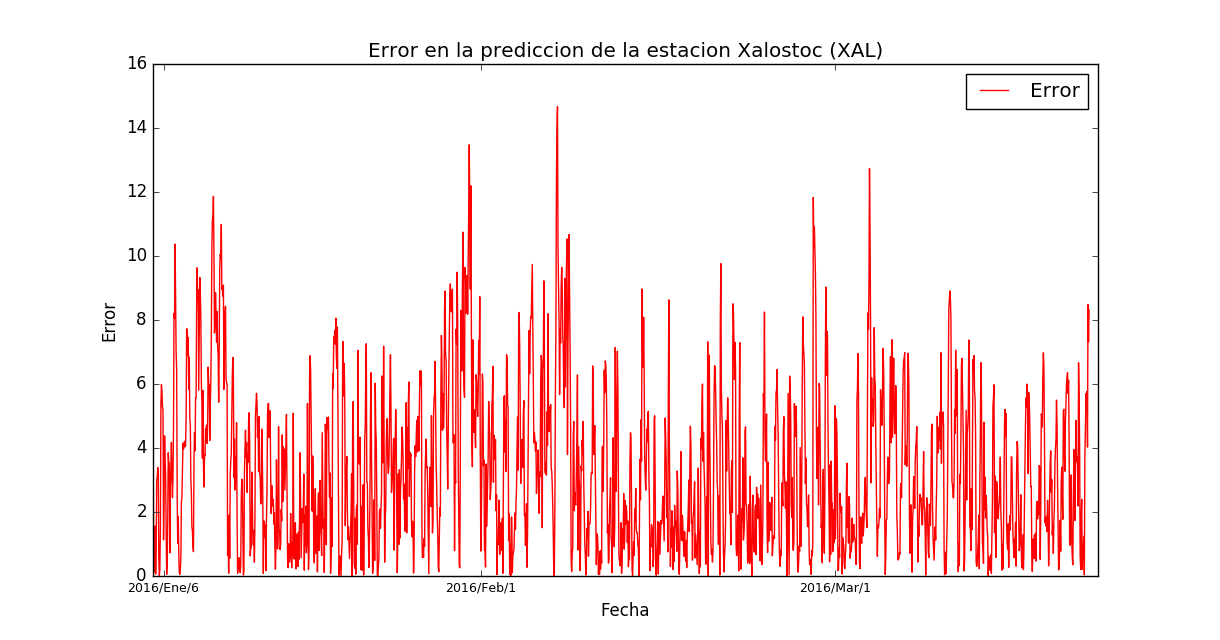 Error en la prediccion de la estacion Xalostoc (XAL)
16
14
12
10
8
6
4
2
0
Error
Error
2016/Ene/6
2016/Feb/1
2016/Mar/1
Fecha